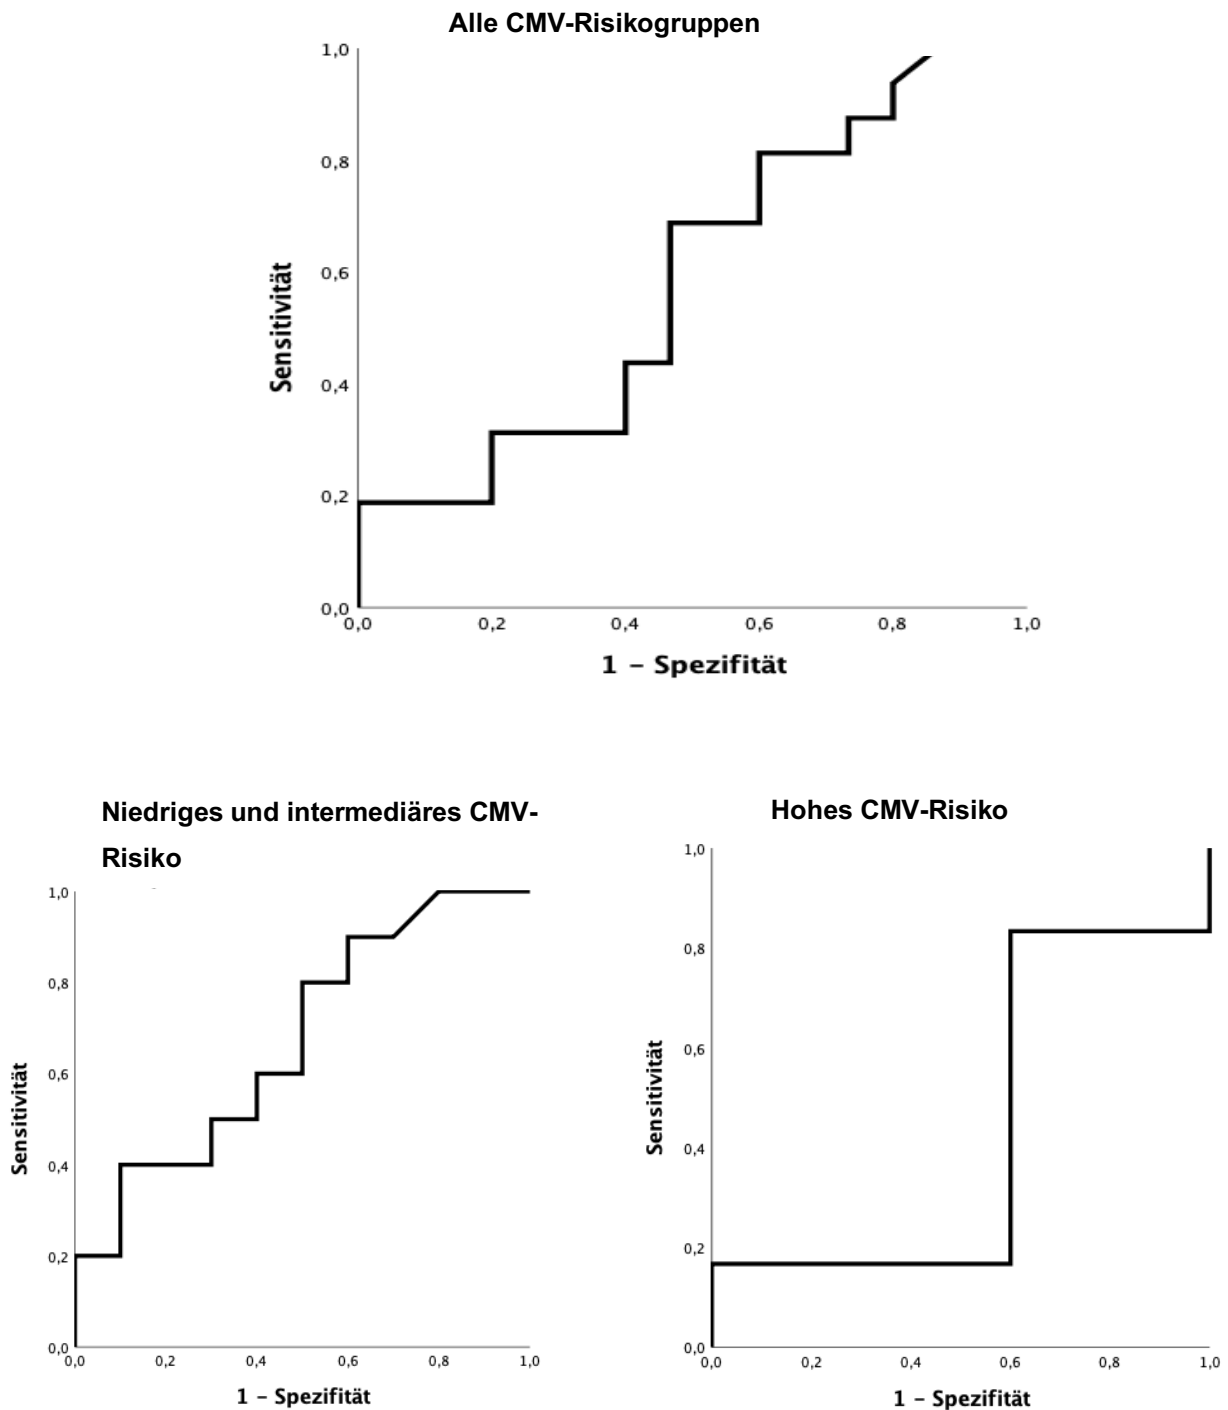 Alle CMV-Risikogruppen
1,0
0,8
0,6
0,4
0,2
0,0
Sensitivität
0,0 0,2 0,4 0,6 0,8 1,0
1 – Spezifität
Niedriges und intermediäres CMV-
Risiko
1,0
0,8
0,6
0,4
0,2
0,0
Sensitivität
0,0 0,2 0,4 0,6 0,8 1,0
1 – Spezifität
Hohes CMV-Risiko
1,0
0,8
0,6
0,4
0,2
0,0
Sensitivität
0,0 0,2 0,4 0,6 0,8 1,0
1 – Spezifität